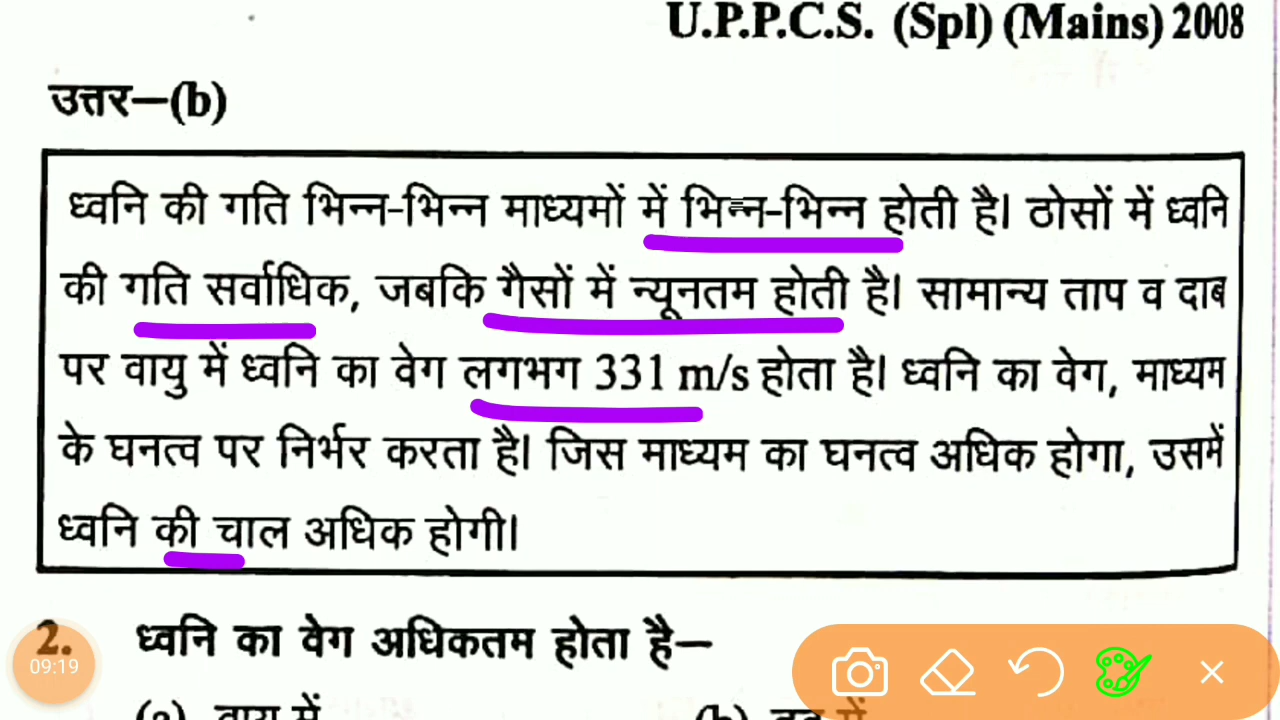 U.P.P.C.S. (Spl) (Mains) 2008
उत्तर—(b)
ध्वनि की गति भिन्न-भिन्न माध्यमों में भिन्न-भिन्न होती है। ठोसों में ध्वनि
की गति सर्वाधिक, जबकि गैसों में न्यूनतम होती है। सामान्य ताप व दाब
पर वायु में ध्वनि का वेग लगभग 331 m/s होता है। ध्वनि का वेग, माध्यम
के घनत्व पर निर्भर करता है। जिस माध्यम का घनत्व अधिक होगा, उसमें
ध्वनि की चाल अधिक होगी।
2. ध्वनि का वेग अधिकतम होता है—
09:19
(a) वायु में (b)